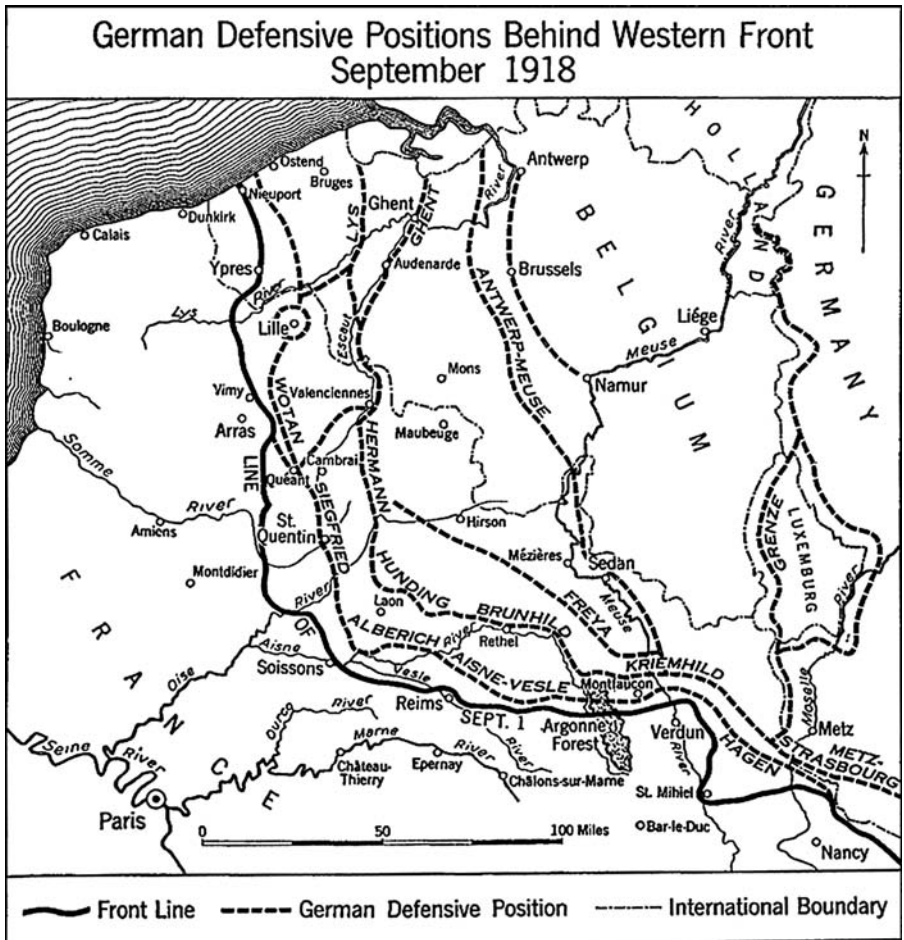 German Defensive Positions Behind Western Front
September 1918
HOLLAND
GERMANY
N
Ostend
Bruges
Nieuport
Antwerp
River
Dunkirk
Calais
Ghent
LYS
GHENT
BELGIUM
River
Ypres
Audenarde
Brussels
ANTWERP-MEUSE
River
Lys
Boulogne
Lille
Escaut
Liége
Meuse
Mons
Namur
Vimy
WOTAN
Valenciennes
Arras
Maubeuge
HERMANN
LINE
Cambrai
Quéant
SIEGFRIED
Somme
River
Amiens
St. Quentin
Hirson
GRENZE
LUXEMBURG
Mézières
Sedan
River
Montdidier
FRANCE
River
HUNDING
Laon
BRUNHILD
FREYA
Meuse
OF
ALBERICH
River
Rethel
Aisne
Oise
Soissons
Vesle
AISNE-VESLE
KRIEMHILD
Montfaucon
Moselle
Reims
SEPT. 1
Argonne
Forest
Verdun
Metz
METZ-
STRASBOURG
HAGEN
River
Ourcq
River
Marne
River
Château-
Thierry
Epernay
River
Châlons-sur-Marne
Seine
River
Paris
St. Mihiel
Bar-le-Duc
Nancy
0 50 100 Miles
Front Line German Defensive Position International Boundary